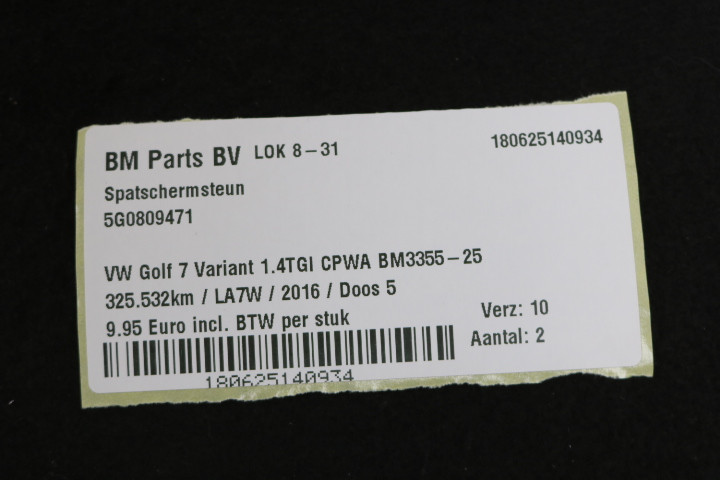 BM Parts BV LOK 8-31 180625140934
Spatschermsteun
5G0809471
VW Golf 7 Variant 1.4TGI CPWA BM3355-25
325.532km / LA7W / 2016 / Doos 5
9.95 Euro incl. BTW per stuk Verz: 10
Aantal: 2
180625140934